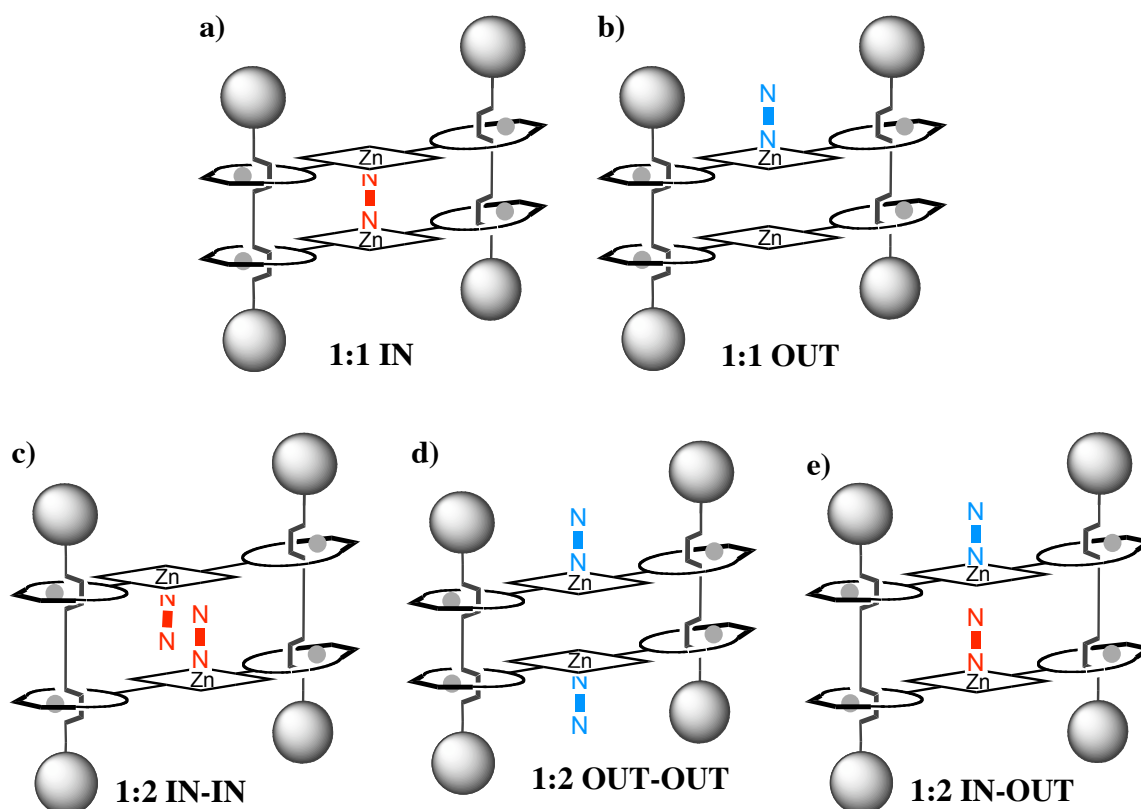 a)
b)
N
N
Zn
Zn
N
N
Zn
Zn
1:1 IN
1:1 OUT
c)
d)
e)
Zn
N
N
N
N
Zn
N
N
Zn
Zn
N
N
N
N
Zn
N
N
Zn
1:2 IN-IN
1:2 OUT-OUT
1:2 IN-OUT